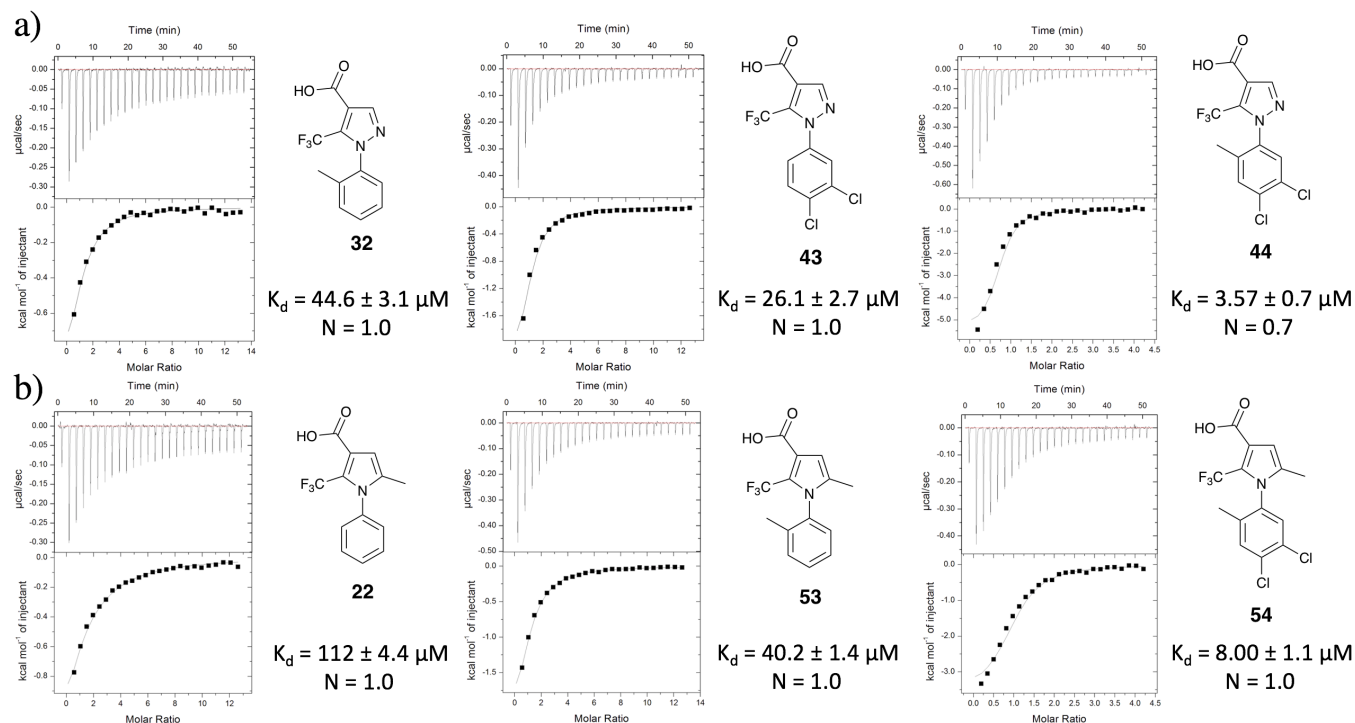 a)
Time (min)
0 10 20 30 40 50
0.00
-0.05
-0.10
-0.15
-0.20
-0.25
-0.30
µcal/sec
0.0
-0.2
-0.4
-0.6
kcal mol⁻¹ of injectant
0 2 4 6 8 10 12 14
Molar Ratio
O
HO
F₃C
N
N
32
Kd = 44.6 ± 3.1 µM
N = 1.0
Time (min)
0 10 20 30 40 50
0.00
-0.10
-0.20
-0.30
-0.40
µcal/sec
0.0
-0.4
-0.8
-1.2
-1.6
kcal mol⁻¹ of injectant
0 2 4 6 8 10 12
Molar Ratio
O
HO
F₃C
N
N
Cl
Cl
43
Kd = 26.1 ± 2.7 µM
N = 1.0
Time (min)
0 10 20 30 40 50
0.00
-0.10
-0.20
-0.30
-0.40
-0.50
-0.60
µcal/sec
0.0
-1.0
-2.0
-3.0
-4.0
-5.0
kcal mol⁻¹ of injectant
0.0 0.5 1.0 1.5 2.0 2.5 3.0 3.5 4.0 4.5
Molar Ratio
O
HO
F₃C
N
N
Cl
Cl
44
Kd = 3.57 ± 0.7 µM
N = 0.7
b)
Time (min)
0 10 20 30 40 50
0.00
-0.05
-0.10
-0.15
-0.20
-0.25
-0.30
µcal/sec
0.0
-0.2
-0.4
-0.6
-0.8
kcal mol⁻¹ of injectant
0 2 4 6 8 10 12
Molar Ratio
O
HO
F₃C
N
22
Kd = 112 ± 4.4 µM
N = 1.0
Time (min)
0 10 20 30 40 50
0.00
-0.10
-0.20
-0.30
-0.40
-0.50
µcal/sec
0.0
-0.5
-1.0
-1.5
kcal mol⁻¹ of injectant
0 2 4 6 8 10 12 14
Molar Ratio
O
HO
F₃C
N
53
Kd = 40.2 ± 1.4 µM
N = 1.0
Time (min)
0 10 20 30 40 50
0.00
-0.10
-0.20
-0.30
-0.40
µcal/sec
0.0
-1.0
-2.0
-3.0
kcal mol⁻¹ of injectant
0.0 0.5 1.0 1.5 2.0 2.5 3.0 3.5 4.0 4.5
Molar Ratio
O
HO
F₃C
N
Cl
Cl
54
Kd = 8.00 ± 1.1 µM
N = 1.0